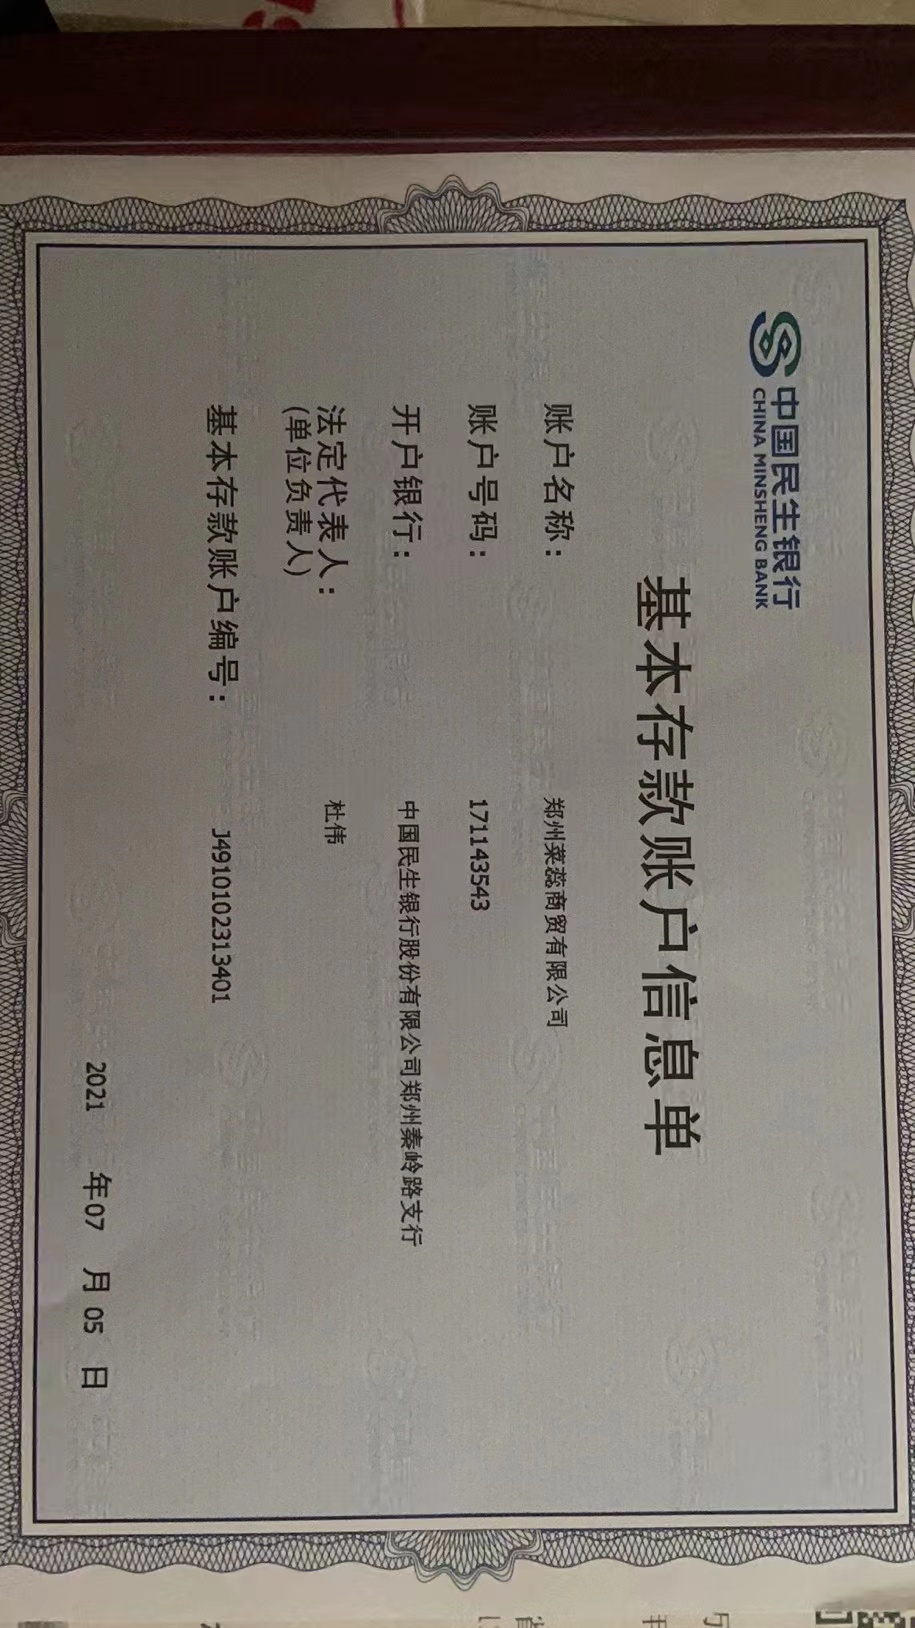 中国民生银行
CHINA MINSHENG BANK
基本存款账户信息单
账户名称： 郑州菜蕊商贸有限公司
账户号码： 171143543
开户银行： 中国民生银行股份有限公司郑州秦岭路支行
法定代表人： 杜伟
(单位负责人)
基本存款账户编号： J4910102313401
2021 年07 月 05 日